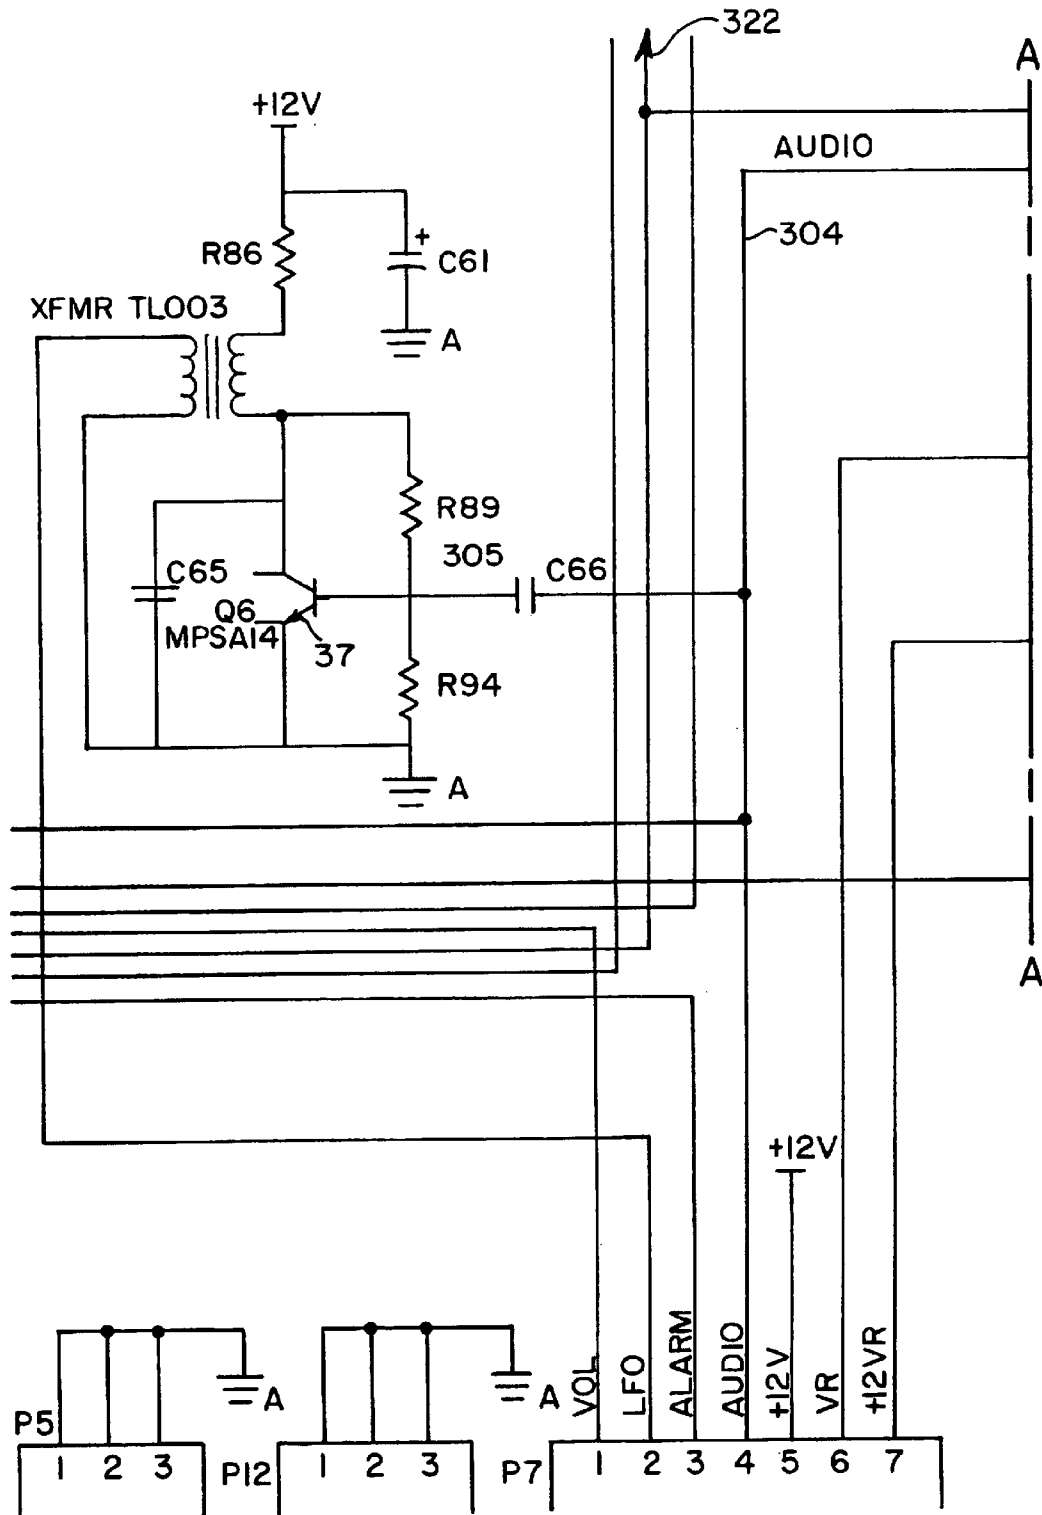 322
A
+12V
AUDIO
304
R86
+
C61
XFMR TL003
A
R89
305
C66
C65
Q6
MPSA14
37
R94
A
A
+12V
VOL
LFO
ALARM
AUDIO
+12V
VR
+12VR
A
A
P5
1 2 3
P12
1 2 3
P7
1 2 3 4 5 6 7